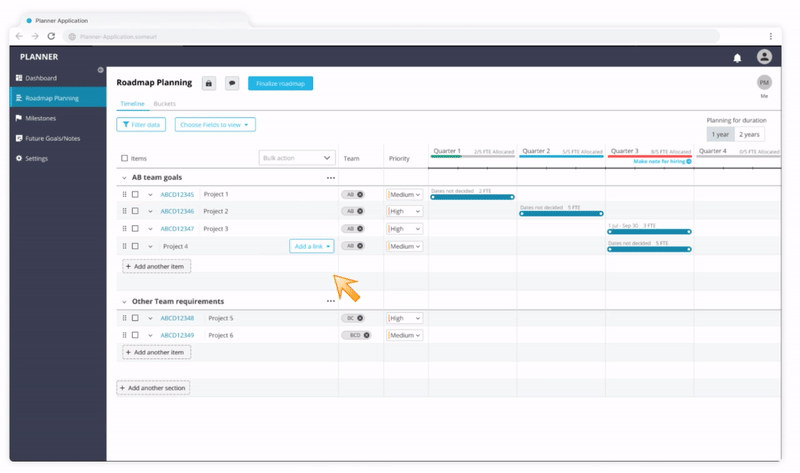 Planner Application
Planner-Application.someurl
PLANNER
Dashboard
Roadmap Planning
Milestones
Future Goals/Notes
Settings
Roadmap Planning
Finalise roadmap
PM
Me
Timeline Buckets
Filter data
Choose Fields to view
Planning for duration
1 year 2 years
Items Bulk action Team Priority
Quarter 1 2/5 FTE Allocated
Quarter 2 5/5 FTE Allocated
Quarter 3 9/5 FTE Allocated
Quarter 4 0/5 FTE Allocated
Make note for hiring
AB team goals
ABCD12345 Project 1 AB Medium Dates not decided 2 FTE
ABCD12346 Project 2 AB High Dates not decided 5 FTE
ABCD12347 Project 3 AB High 1 Jul - Sep 30 3 FTE
Project 4 Add a link AB Medium Dates not decided 5 FTE
+ Add another item
Other Team requirements
ABCD12348 Project 5 BC High
ABCD12349 Project 6 BCD Medium
+ Add another item
+ Add another section